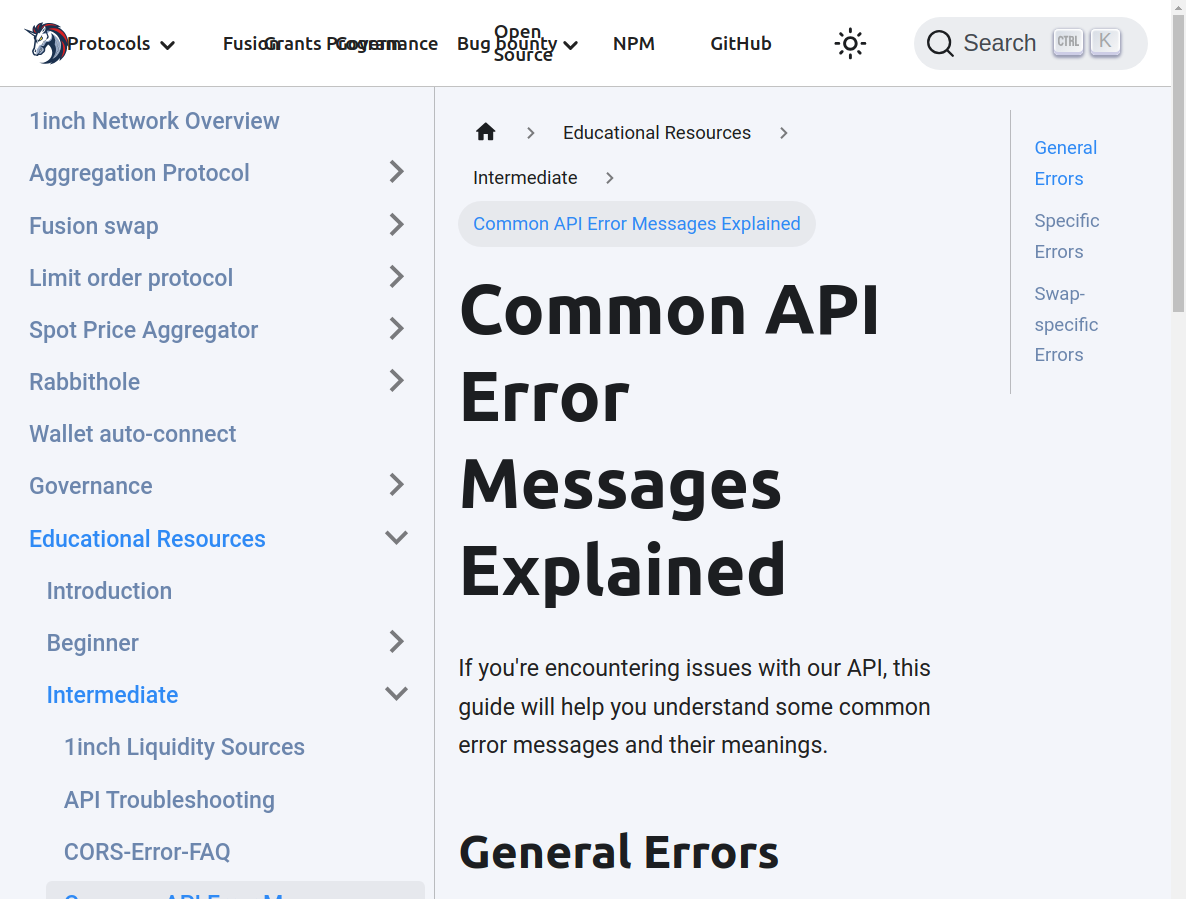 Protocols
Fusion
Grants Program
Governance
Bug bounty
Open
Source
NPM
GitHub
Search CTRL K
1inch Network Overview
Aggregation Protocol
Fusion swap
Limit order protocol
Spot Price Aggregator
Rabbithole
Wallet auto-connect
Governance
Educational Resources
Introduction
Beginner
Intermediate
1inch Liquidity Sources
API Troubleshooting
CORS-Error-FAQ
Educational Resources
Intermediate
Common API Error Messages Explained
Common API
Error
Messages
Explained
If you're encountering issues with our API, this
guide will help you understand some common
error messages and their meanings.
General Errors
General
Errors
Specific
Errors
Swap-
specific
Errors